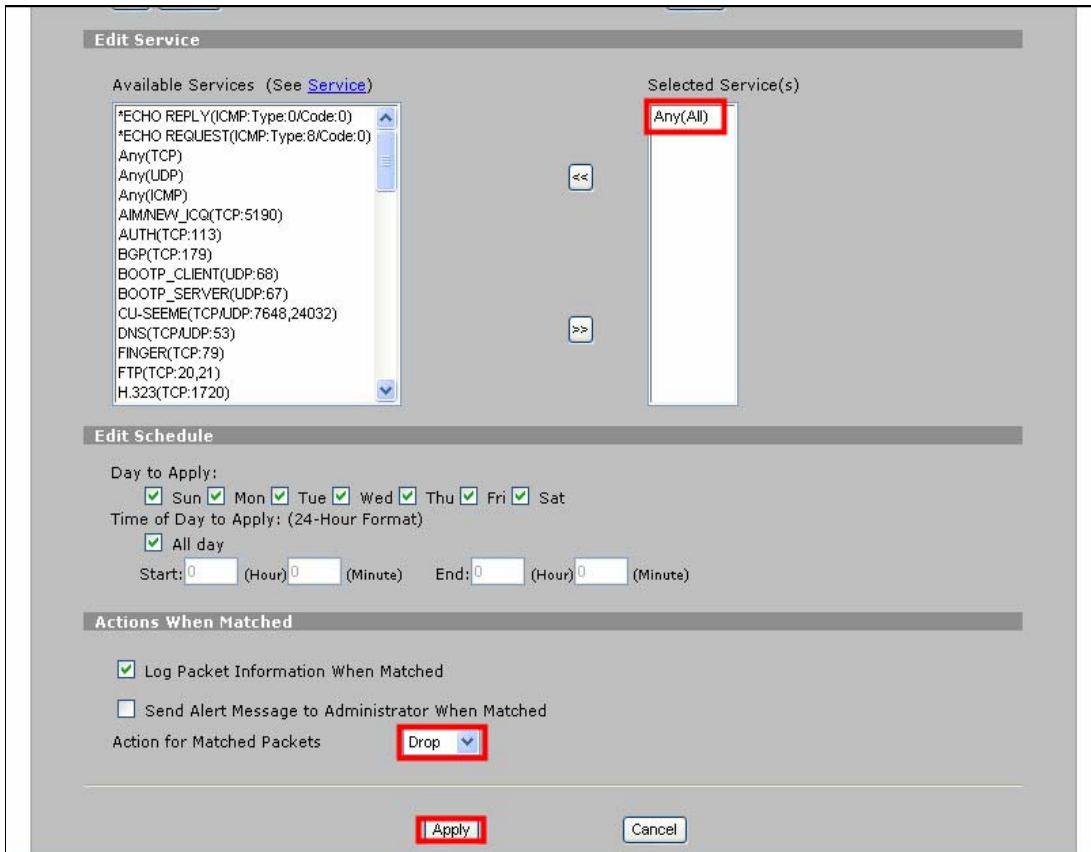 Edit Service
Available Services (See Service)
Selected Service(s)
*ECHO REPLY(ICMP:Type:0/Code:0)
*ECHO REQUEST(ICMP:Type:8/Code:0)
Any(TCP)
Any(UDP)
Any(ICMP)
AIM/NEW_ICQ(TCP:5190)
AUTH(TCP:113)
BGP(TCP:179)
BOOTP_CLIENT(UDP:68)
BOOTP_SERVER(UDP:67)
CU-SEEME(TCP/UDP:7648,24032)
DNS(TCP/UDP:53)
FINGER(TCP:79)
FTP(TCP:20,21)
H.323(TCP:1720)
Any(All)
<<
>>
Edit Schedule
Day to Apply:
Sun Mon Tue Wed Thu Fri Sat
Time of Day to Apply: (24-Hour Format)
All day
Start: 0 (Hour) 0 (Minute) End: 0 (Hour) 0 (Minute)
Actions When Matched
Log Packet Information When Matched
Send Alert Message to Administrator When Matched
Action for Matched Packets Drop
Apply Cancel